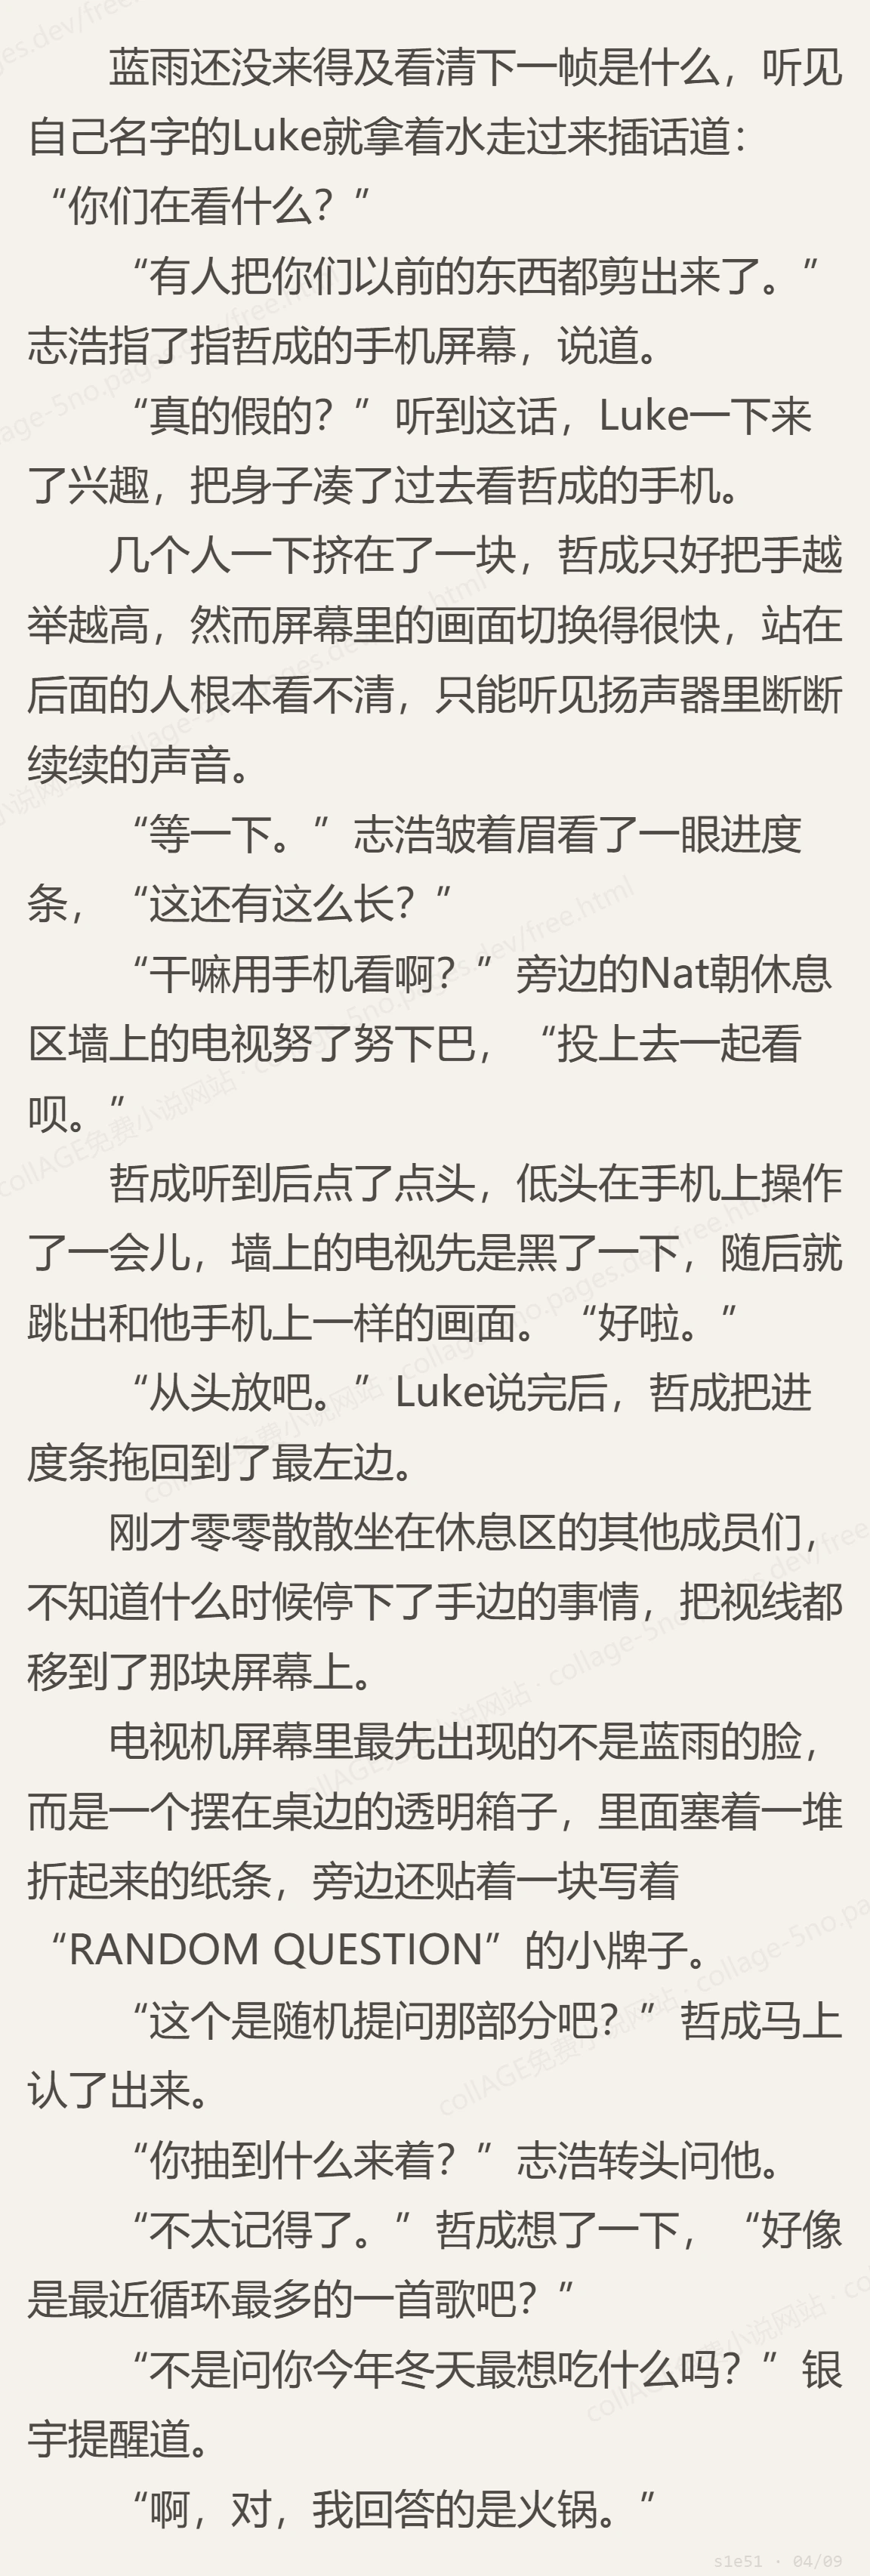 蓝雨还没来得及看清下一帧是什么，听见
自己名字的Luke就拿着水走过来插话道：
“你们在看什么？”
“有人把你们以前的东西都剪出来了。”
志浩指了指哲成的手机屏幕，说道。
“真的假的？”听到这话，Luke一下来
了兴趣，把身子凑了过去看哲成的手机。
几个人一下挤在了一块，哲成只好把手越
举越高，然而屏幕里的画面切换得很快，站在
后面的人根本看不清，只能听见扬声器里断断
续续的声音。
“等一下。”志浩皱着眉看了一眼进度
条，“这还有这么长？”
“干嘛用手机看啊？”旁边的Nat朝休息
区墙上的电视努了努下巴，“投上去一起看
呗。”
哲成听到后点了点头，低头在手机上操作
了一会儿，墙上的电视先是黑了一下，随后就
跳出和他手机上一样的画面。“好啦。”
“从头放吧。”Luke说完后，哲成把进
度条拖回到了最左边。
刚才零零散散坐在休息区的其他成员们，
不知道什么时候停下了手边的事情，把视线都
移到了那块屏幕上。
电视机屏幕里最先出现的不是蓝雨的脸，
而是一个摆在桌边的透明箱子，里面塞着一堆
折起来的纸条，旁边还贴着一块写着
“RANDOM QUESTION”的小牌子。
“这个是随机提问那部分吧？”哲成马上
认了出来。
“你抽到什么来着？”志浩转头问他。
“不太记得了。”哲成想了一下，“好像
是最近循环最多的一首歌吧？”
“不是问你今年冬天最想吃什么吗？”银
宇提醒道。
“啊，对，我回答的是火锅。”
s1e51 · 04/09
collAGE免费小说网站 · collage-5no.pages.dev/free.html